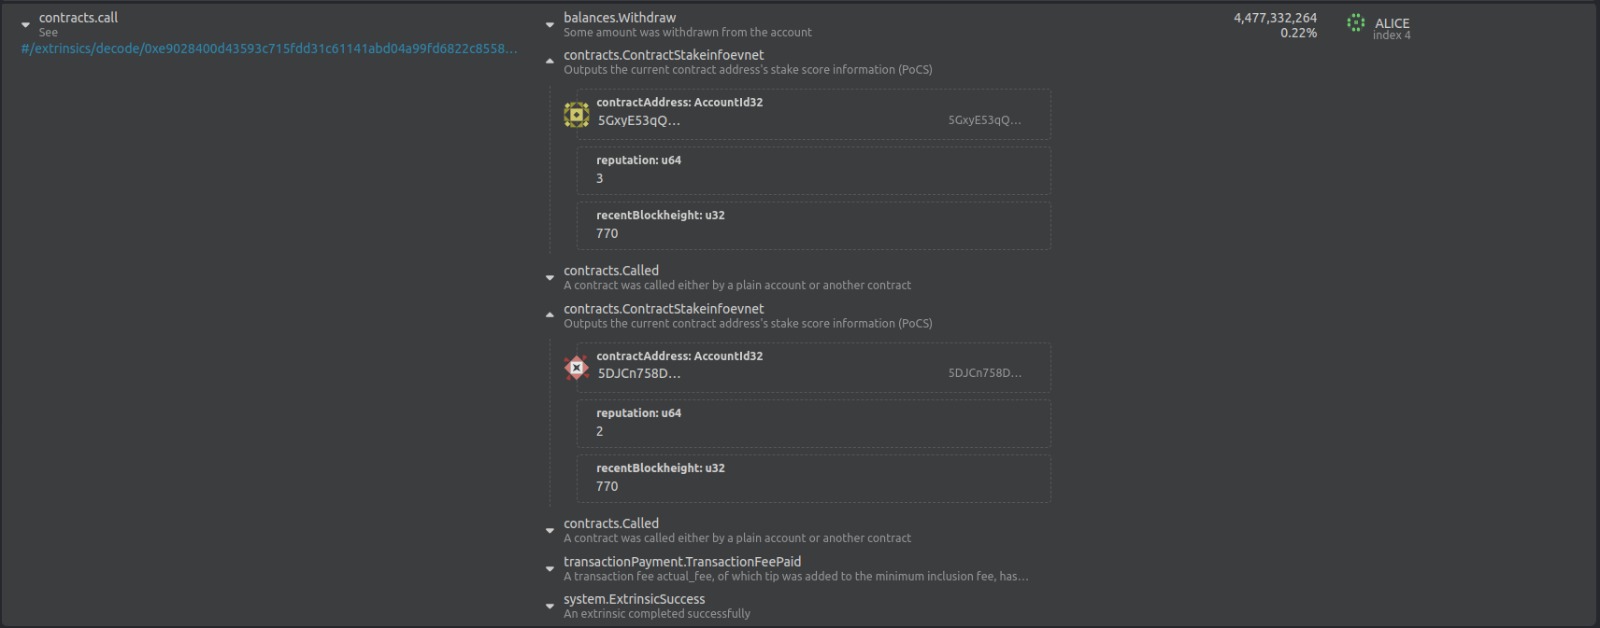 contracts.call
See
#/extrinsics/decode/0xe9028400d43593c715fdd31c61141abd04a99fd6822c8558…
balances.Withdraw
Some amount was withdrawn from the account
contracts.ContractStakeinfoevnet
Outputs the current contract address's stake score information (PoCS)
contractAddress: AccountId32
5GxyE53qQ…
5GxyE53qQ…
reputation: u64
3
recentBlockheight: u32
770
contracts.Called
A contract was called either by a plain account or another contract
contracts.ContractStakeinfoevnet
Outputs the current contract address's stake score information (PoCS)
contractAddress: AccountId32
5DJCn758D…
5DJCn758D…
reputation: u64
2
recentBlockheight: u32
770
contracts.Called
A contract was called either by a plain account or another contract
transactionPayment.TransactionFeePaid
A transaction fee actual_fee, of which tip was added to the minimum inclusion fee, has…
system.ExtrinsicSuccess
An extrinsic completed successfully
4,477,332,264
0.22%
ALICE
index 4